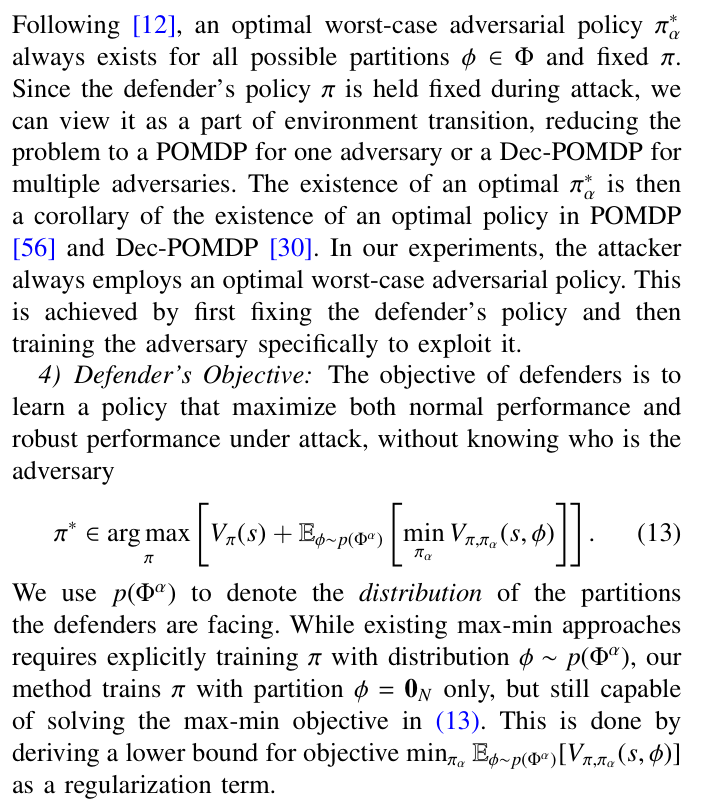 Following [12], an optimal worst-case adversarial policy π*α
always exists for all possible partitions ϕ ∈ Φ and fixed π.
Since the defender's policy π is held fixed during attack, we
can view it as a part of environment transition, reducing the
problem to a POMDP for one adversary or a Dec-POMDP for
multiple adversaries. The existence of an optimal π*α is then
a corollary of the existence of an optimal policy in POMDP
[56] and Dec-POMDP [30]. In our experiments, the attacker
always employs an optimal worst-case adversarial policy. This
is achieved by first fixing the defender's policy and then
training the adversary specifically to exploit it.
4) Defender's Objective: The objective of defenders is to
learn a policy that maximize both normal performance and
robust performance under attack, without knowing who is the
adversary
π* ∈ arg max_π [ V_π(s) + 𝔼_{ϕ∼p(Φ^α)} [ min_{π_α} V_{π,π_α}(s, ϕ) ] ]. (13)
We use p(Φ^α) to denote the distribution of the partitions
the defenders are facing. While existing max-min approaches
requires explicitly training π with distribution ϕ ∼ p(Φ^α), our
method trains π with partition ϕ = 0_N only, but still capable
of solving the max-min objective in (13). This is done by
deriving a lower bound for objective min_{π_α} 𝔼_{ϕ∼p(Φ^α)}[V_{π,π_α}(s, ϕ)]
as a regularization term.